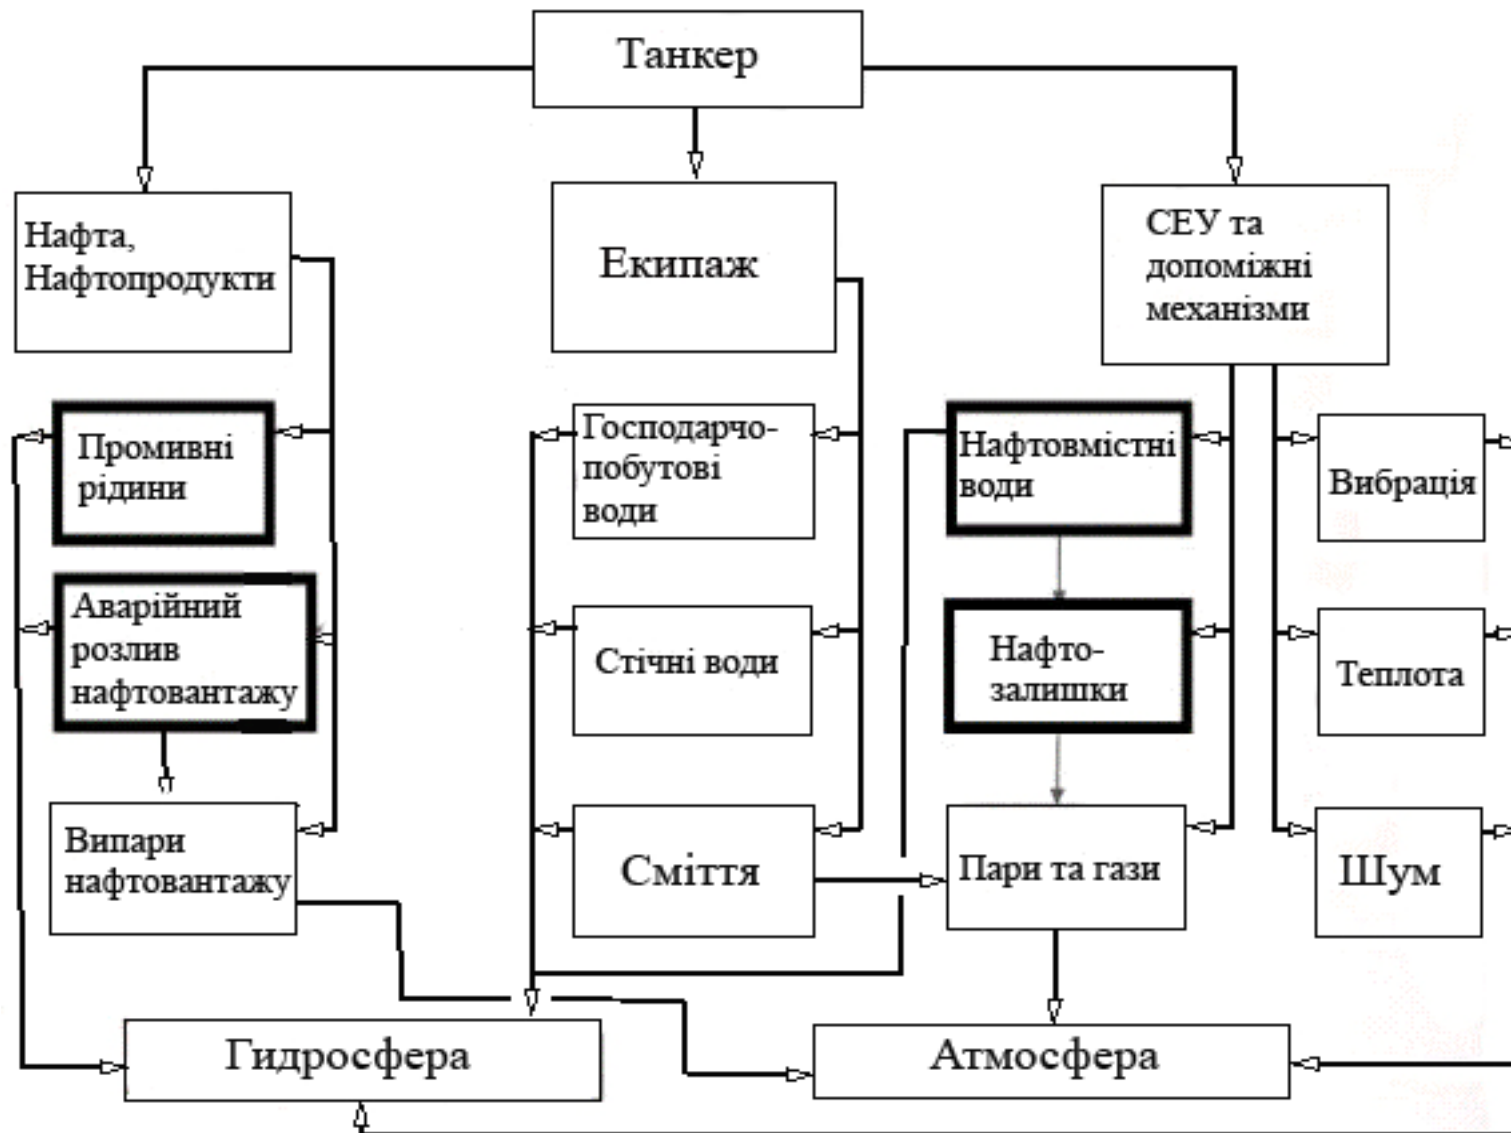 Танкер
Нафта,
Нафтопродукти
Екипаж
СЕУ та
допоміжні
механізми
Промивні
рідини
Господарчо-
побутові
води
Нафтовмістні
води
Вибрація
Аварійний
розлив
нафтовантажу
Стічні води
Нафто-
залишки
Теплота
Випари
нафтовантажу
Сміття
Пари та гази
Шум
Гидросфера
Атмосфера